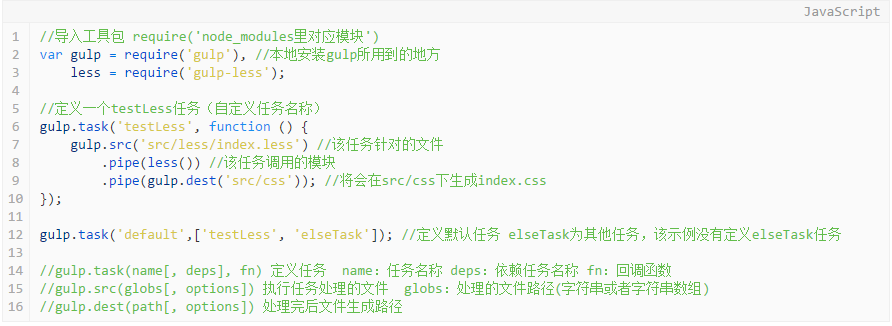 JavaScript
1 //导入工具包 require('node_modules里对应模块')
2 var gulp = require('gulp'), //本地安装gulp所用到的地方
3     less = require('gulp-less');
4
5 //定义一个testLess任务（自定义任务名称）
6 gulp.task('testLess', function () {
7     gulp.src('src/less/index.less') //该任务针对的文件
8         .pipe(less()) //该任务调用的模块
9         .pipe(gulp.dest('src/css')); //将会在src/css下生成index.css
10 });
11
12 gulp.task('default',['testLess', 'elseTask']); //定义默认任务 elseTask为其他任务，该示例没有定义elseTask任务
13
14 //gulp.task(name[, deps], fn) 定义任务  name：任务名称 deps：依赖任务名称 fn：回调函数
15 //gulp.src(globs[, options]) 执行任务处理的文件  globs：处理的文件路径(字符串或者字符串数组)
16 //gulp.dest(path[, options]) 处理完后文件生成路径